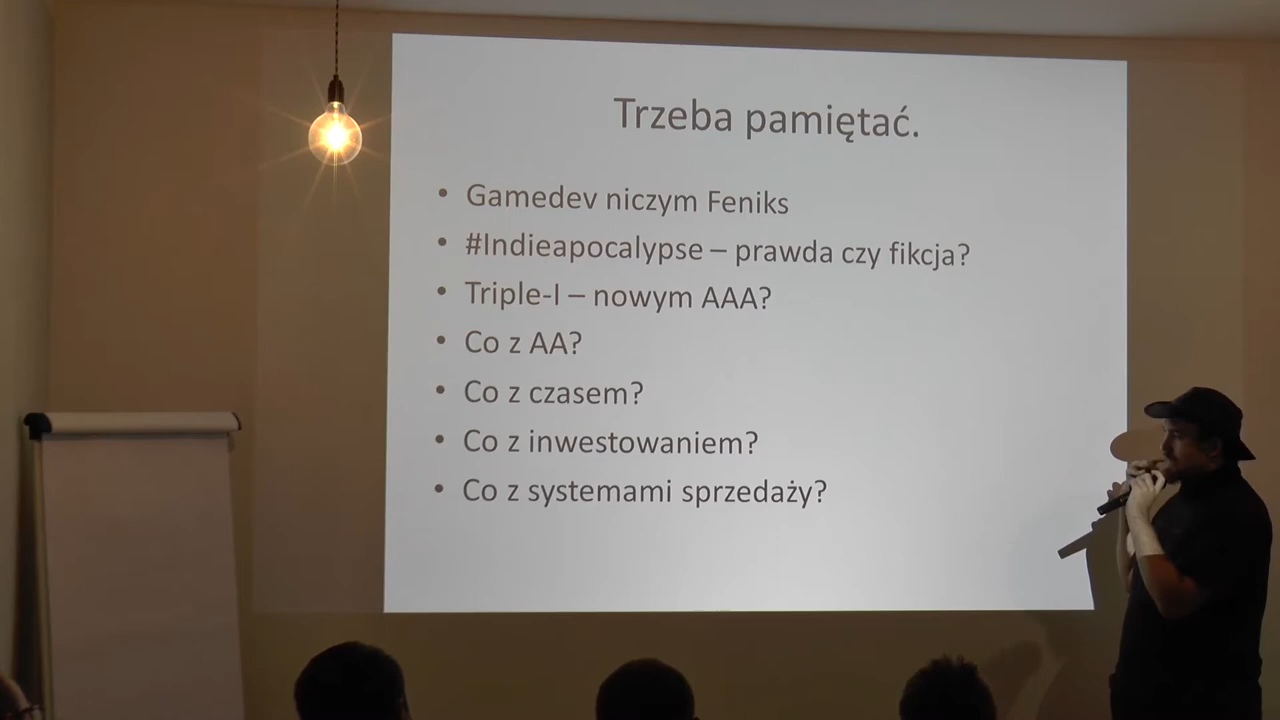 Trzeba pamiętać.
• Gamedev niczym Feniks
• #Indieapocalypse – prawda czy fikcja?
• Triple-I – nowym AAA?
• Co z AA?
• Co z czasem?
• Co z inwestowaniem?
• Co z systemami sprzedaży?